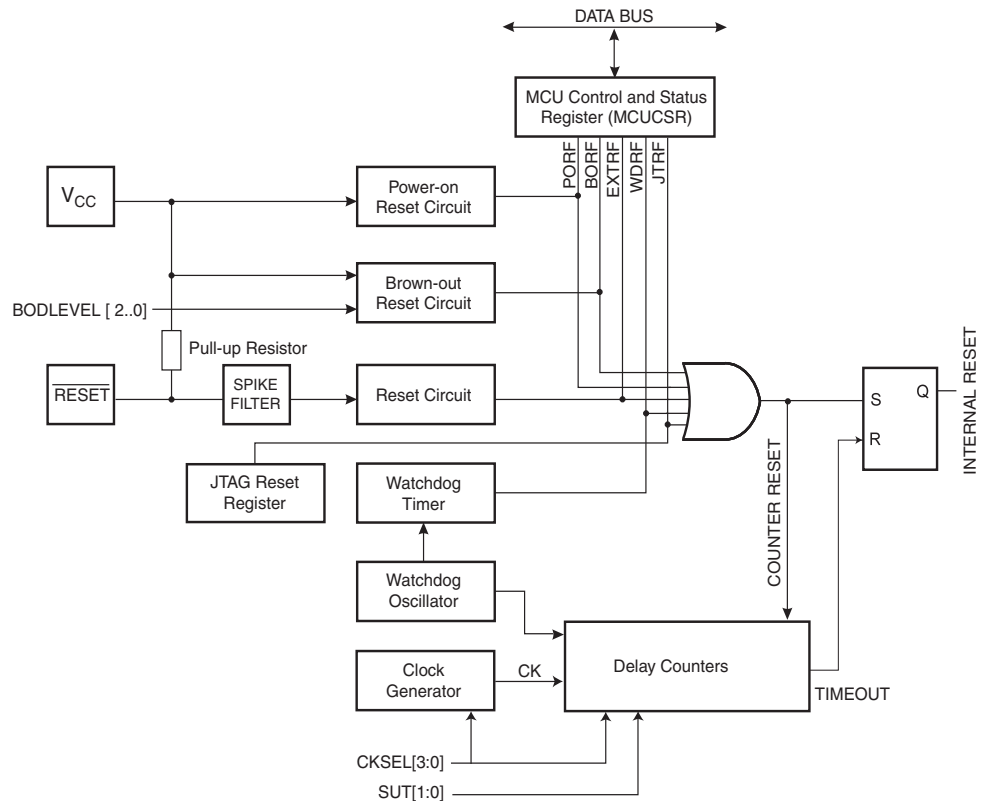 DATA BUS
MCU Control and Status
Register (MCUCSR)
PORF
BORF
EXTRF
WDRF
JTRF
VCC
Power-on
Reset Circuit
Brown-out
Reset Circuit
BODLEVEL [ 2..0]
Pull-up Resistor
RESET
SPIKE
FILTER
Reset Circuit
S
Q
R
INTERNAL RESET
JTAG Reset
Register
Watchdog
Timer
COUNTER RESET
Watchdog
Oscillator
Clock
Generator
CK
Delay Counters
TIMEOUT
CKSEL[3:0]
SUT[1:0]